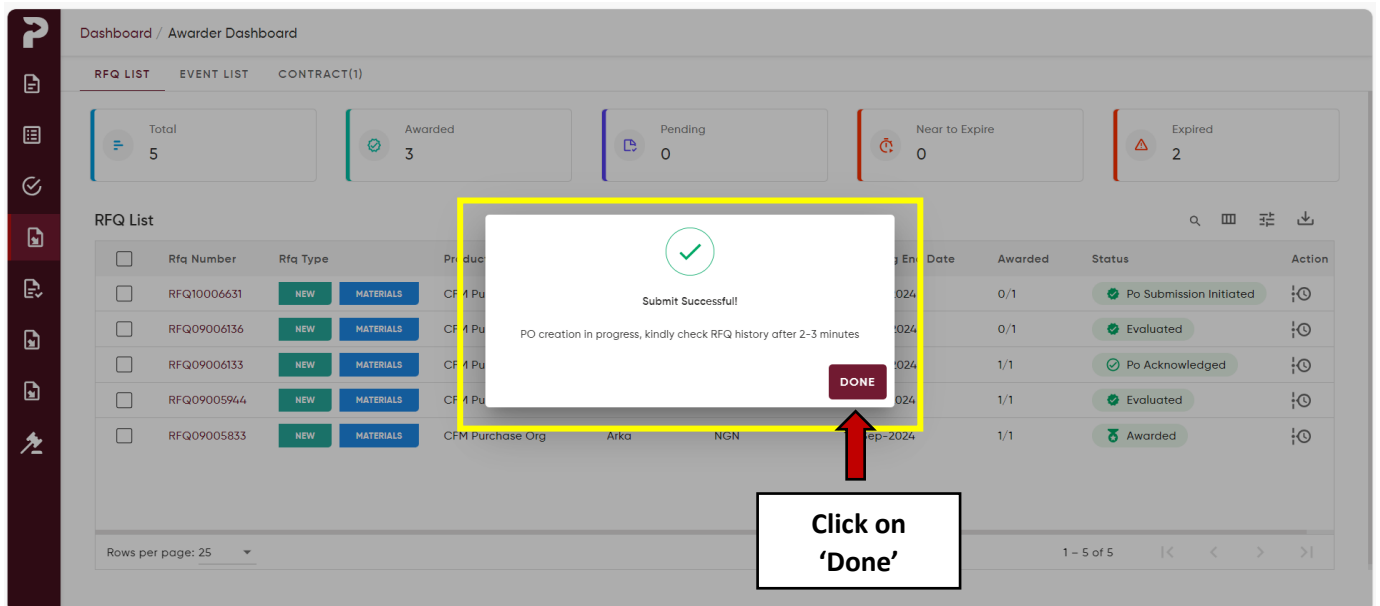 Dashboard / Awarder Dashboard
RFQ LIST EVENT LIST CONTRACT(1)
Total
5
Awarded
3
Pending
0
Near to Expire
0
Expired
2
RFQ List
Rfq Number Rfq Type End Date Awarded Status Action
RFQ10006631 NEW MATERIALS 0/1 Po Submission Initiated
RFQ09006136 NEW MATERIALS 0/1 Evaluated
RFQ09006133 NEW MATERIALS 1/1 Po Acknowledged
RFQ09005944 NEW MATERIALS 1/1 Evaluated
RFQ09005833 NEW MATERIALS CFM Purchase Org Arka NGN 1/1 Awarded
Submit Successful!
PO creation in progress, kindly check RFQ history after 2-3 minutes
DONE
Click on
‘Done’
Rows per page: 25 1 – 5 of 5